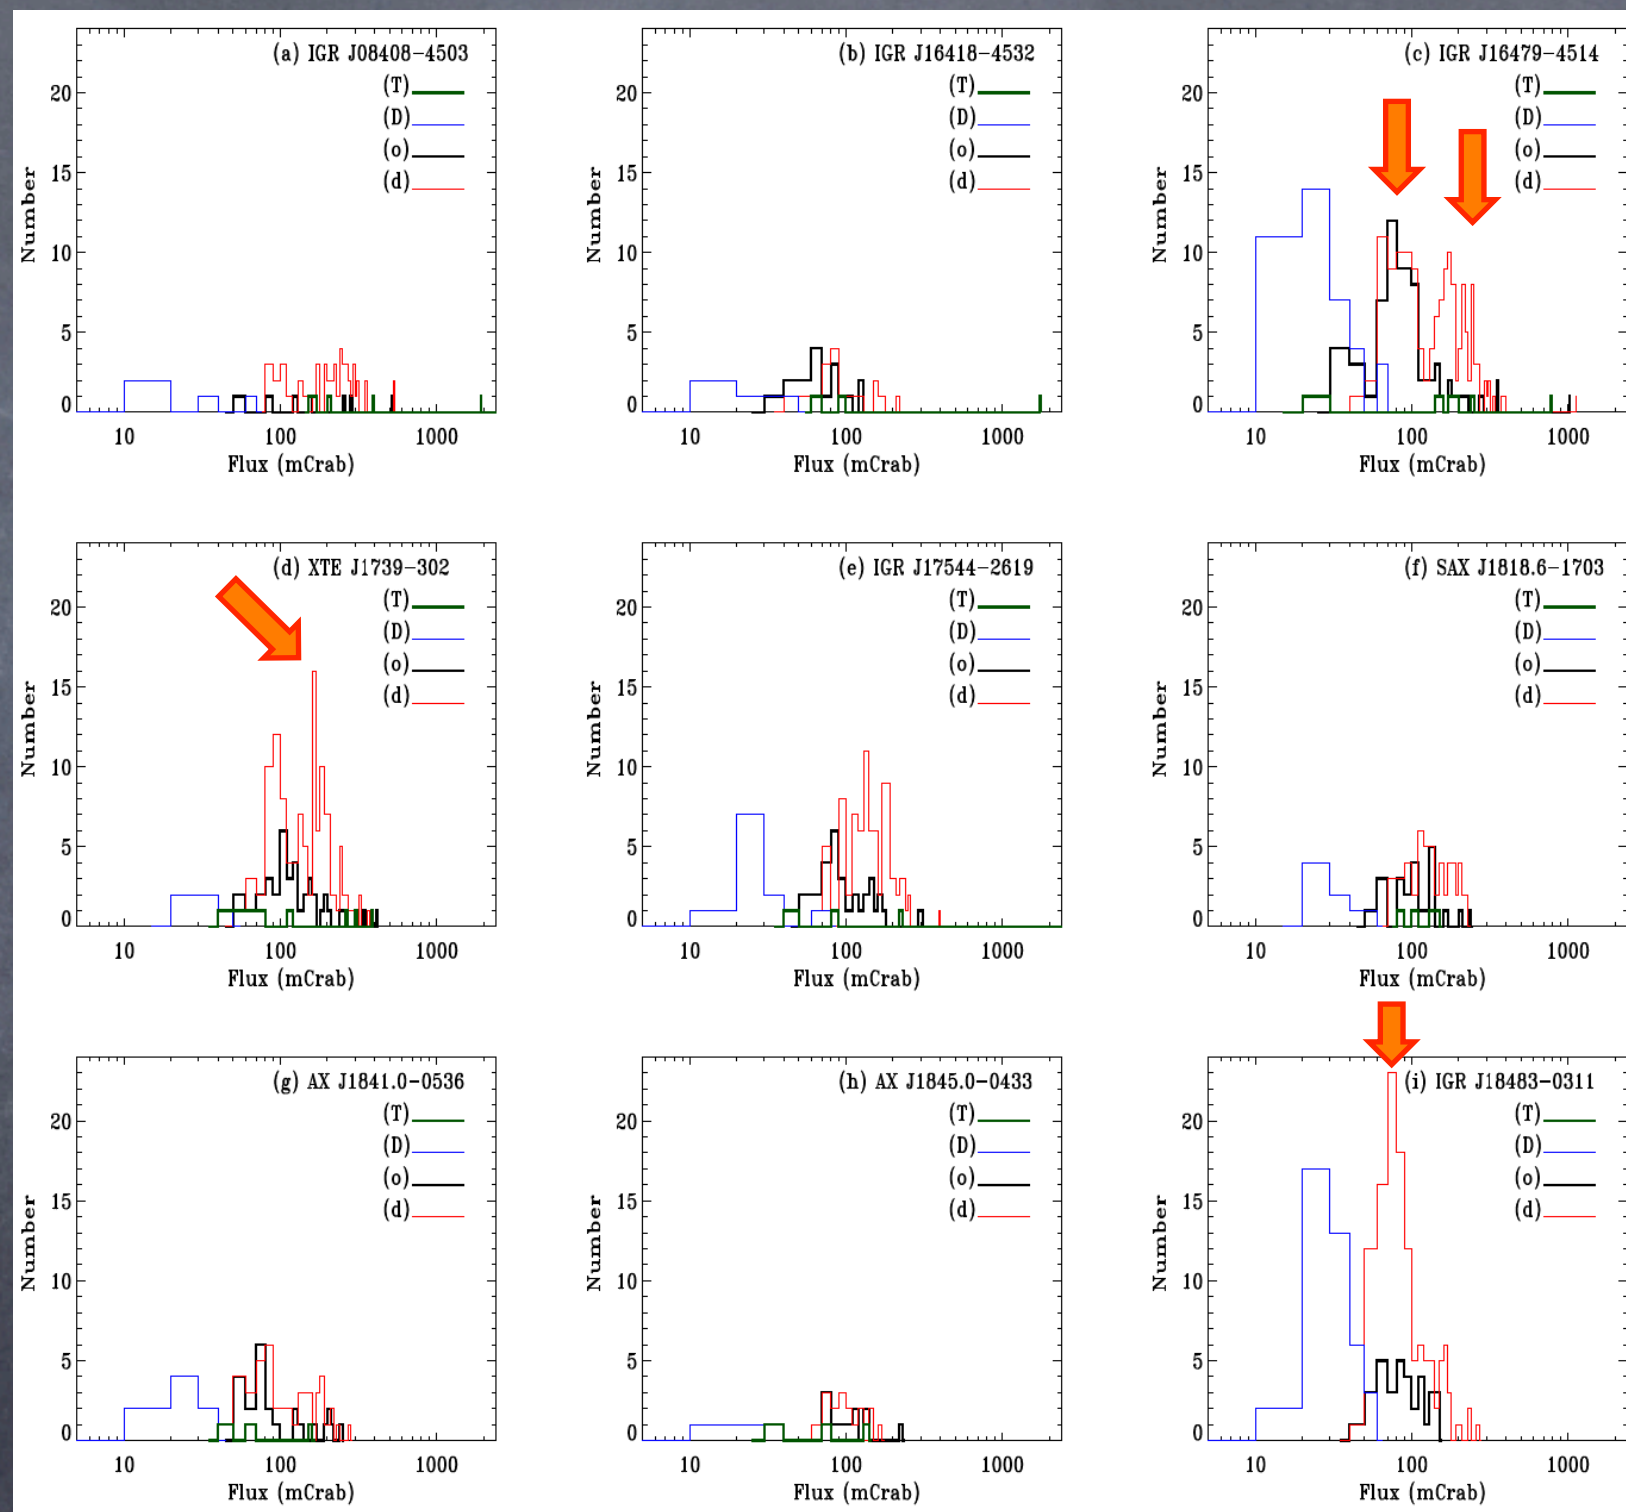 (a) IGR J08408-4503
(T)
(D)
(o)
(d)
20
15
10
5
0
Number
10 100 1000
Flux (mCrab)
(b) IGR J16418-4532
(T)
(D)
(o)
(d)
20
15
10
5
0
Number
10 100 1000
Flux (mCrab)
(c) IGR J16479-4514
(T)
(D)
(o)
(d)
20
15
10
5
0
Number
10 100 1000
Flux (mCrab)
(d) XTE J1739-302
(T)
(D)
(o)
(d)
20
15
10
5
0
Number
10 100 1000
Flux (mCrab)
(e) IGR J17544-2619
(T)
(D)
(o)
(d)
20
15
10
5
0
Number
10 100 1000
Flux (mCrab)
(f) SAX J1818.6-1703
(T)
(D)
(o)
(d)
20
15
10
5
0
Number
10 100 1000
Flux (mCrab)
(g) AX J1841.0-0536
(T)
(D)
(o)
(d)
20
15
10
5
0
Number
10 100 1000
Flux (mCrab)
(h) AX J1845.0-0433
(T)
(D)
(o)
(d)
20
15
10
5
0
Number
10 100 1000
Flux (mCrab)
(i) IGR J18483-0311
(T)
(D)
(o)
(d)
20
15
10
5
0
Number
10 100 1000
Flux (mCrab)